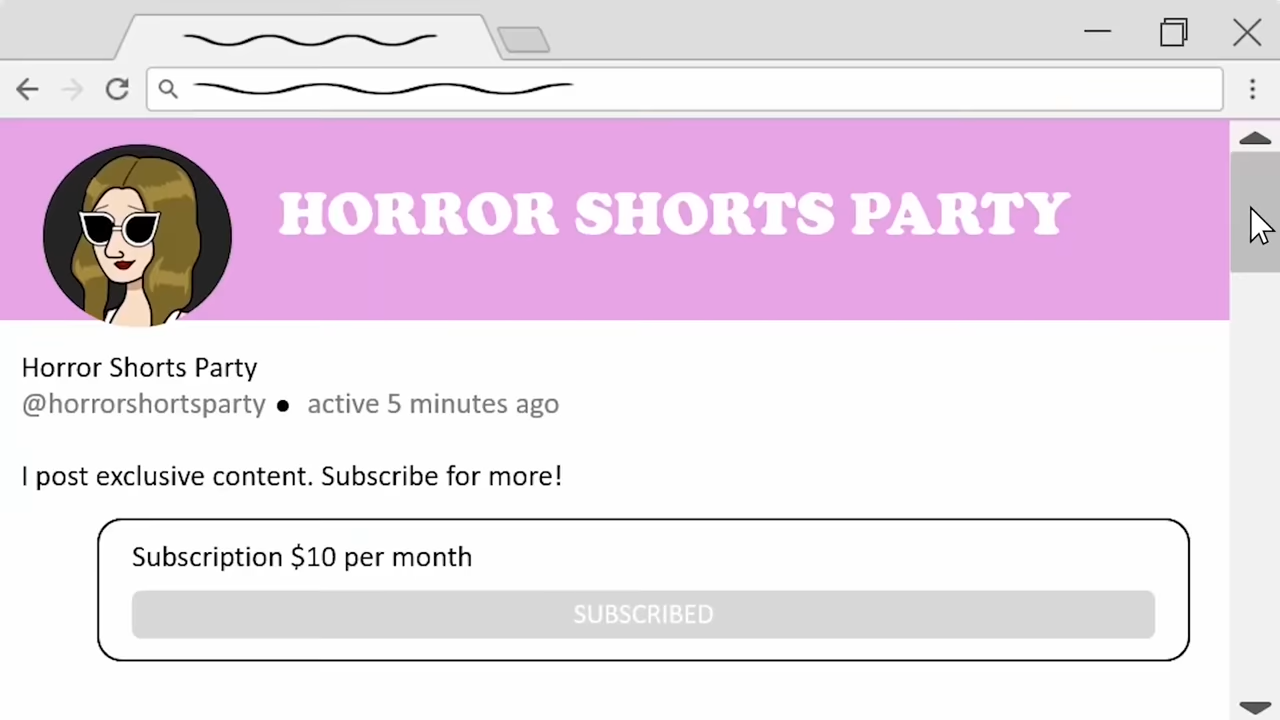 HORROR SHORTS PARTY
Horror Shorts Party
@horrorshortsparty ● active 5 minutes ago
I post exclusive content. Subscribe for more!
Subscription $10 per month
SUBSCRIBED